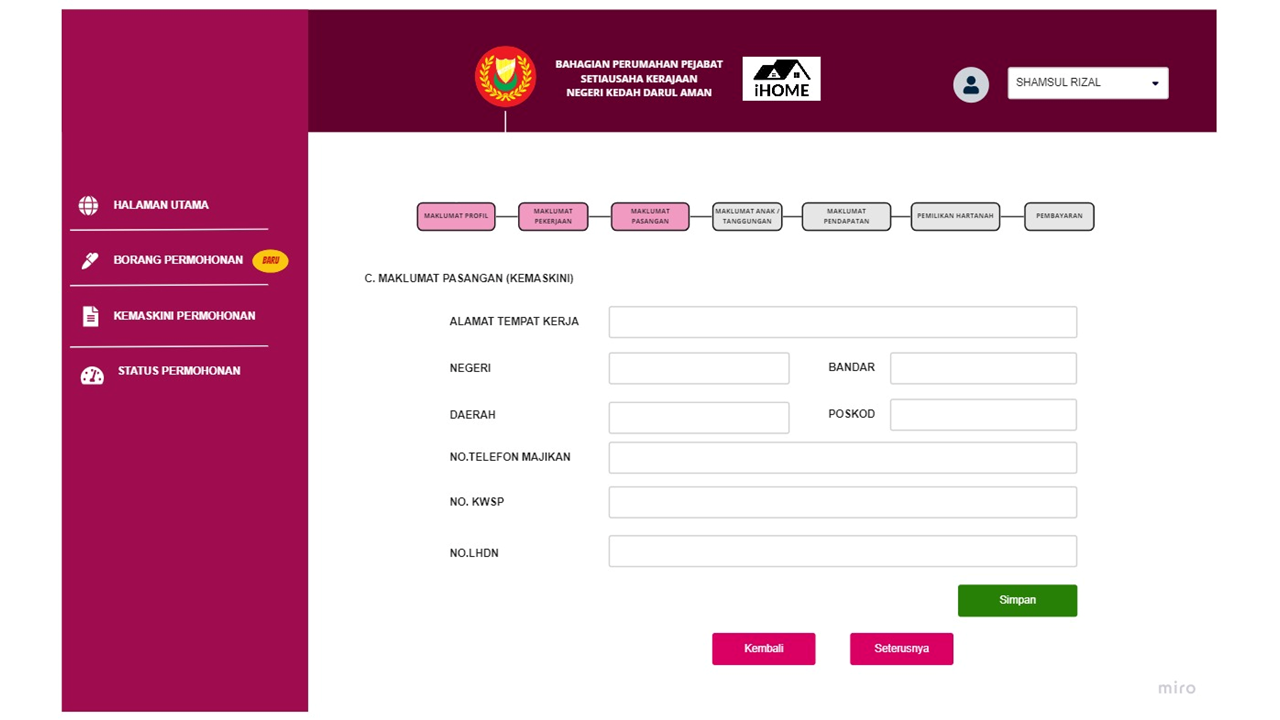 BAHAGIAN PERUMAHAN PEJABAT
SETIAUSAHA KERAJAAN
NEGERI KEDAH DARUL AMAN
iHOME
SHAMSUL RIZAL
HALAMAN UTAMA
BORANG PERMOHONAN
BARU
KEMASKINI PERMOHONAN
STATUS PERMOHONAN
MAKLUMAT PROFIL
MAKLUMAT
PEKERJAAN
MAKLUMAT
PASANGAN
MAKLUMAT ANAK /
TANGGUNGAN
MAKLUMAT
PENDAPATAN
PEMILIKAN HARTANAH
PEMBAYARAN
C. MAKLUMAT PASANGAN (KEMASKINI)
ALAMAT TEMPAT KERJA
NEGERI
BANDAR
DAERAH
POSKOD
NO.TELEFON MAJIKAN
NO. KWSP
NO.LHDN
Simpan
Kembali
Seterusnya
miro